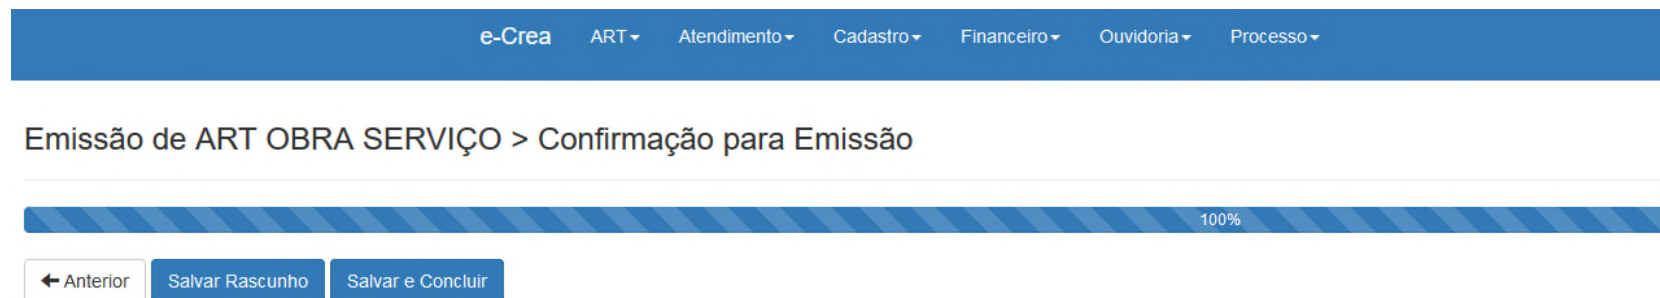 e-Crea ART Atendimento Cadastro Financeiro Ouvidoria Processo
Emissão de ART OBRA SERVIÇO > Confirmação para Emissão
100%
Anterior Salvar Rascunho Salvar e Concluir